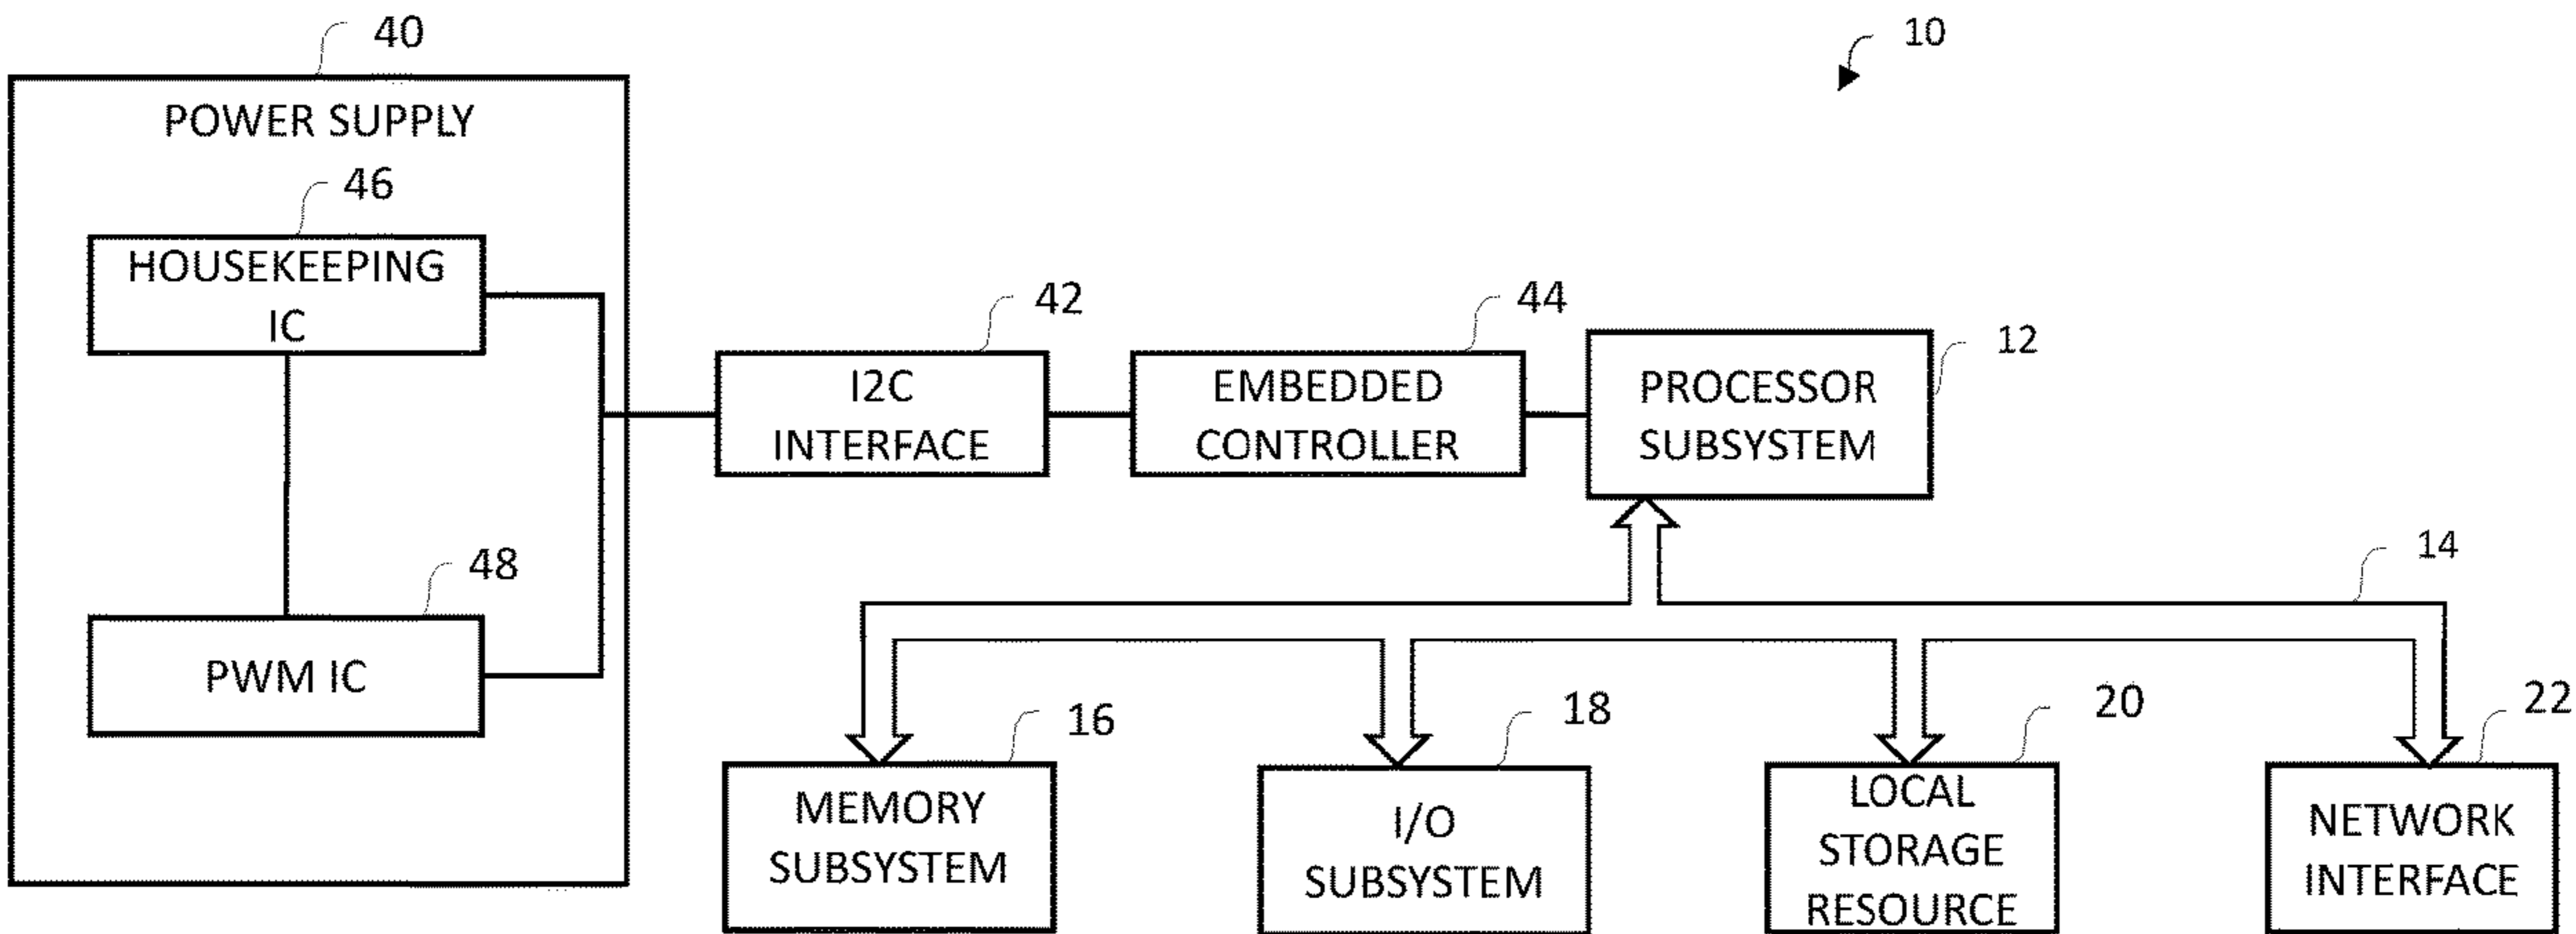 40
10
POWER SUPPLY
46
HOUSEKEEPING
IC
42
44
12
I2C
INTERFACE
EMBEDDED
CONTROLLER
PROCESSOR
SUBSYSTEM
14
48
PWM IC
16
18
20
22
MEMORY
SUBSYSTEM
I/O
SUBSYSTEM
LOCAL
STORAGE
RESOURCE
NETWORK
INTERFACE